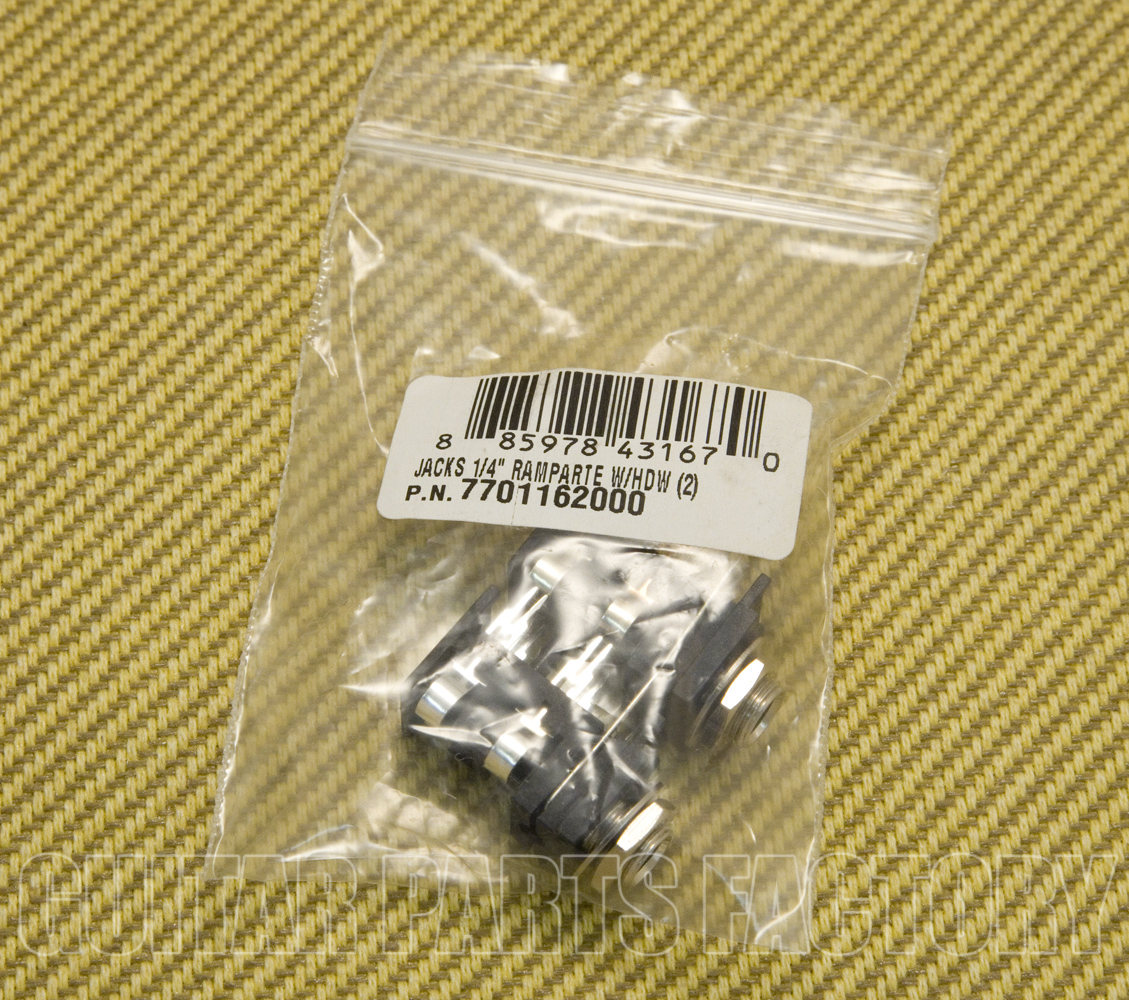 8 85978 43167 0
JACKS 1/4" RAMPARTE W/HDW (2)
P.N. 7701162000
GUITAR PARTS FACTORY